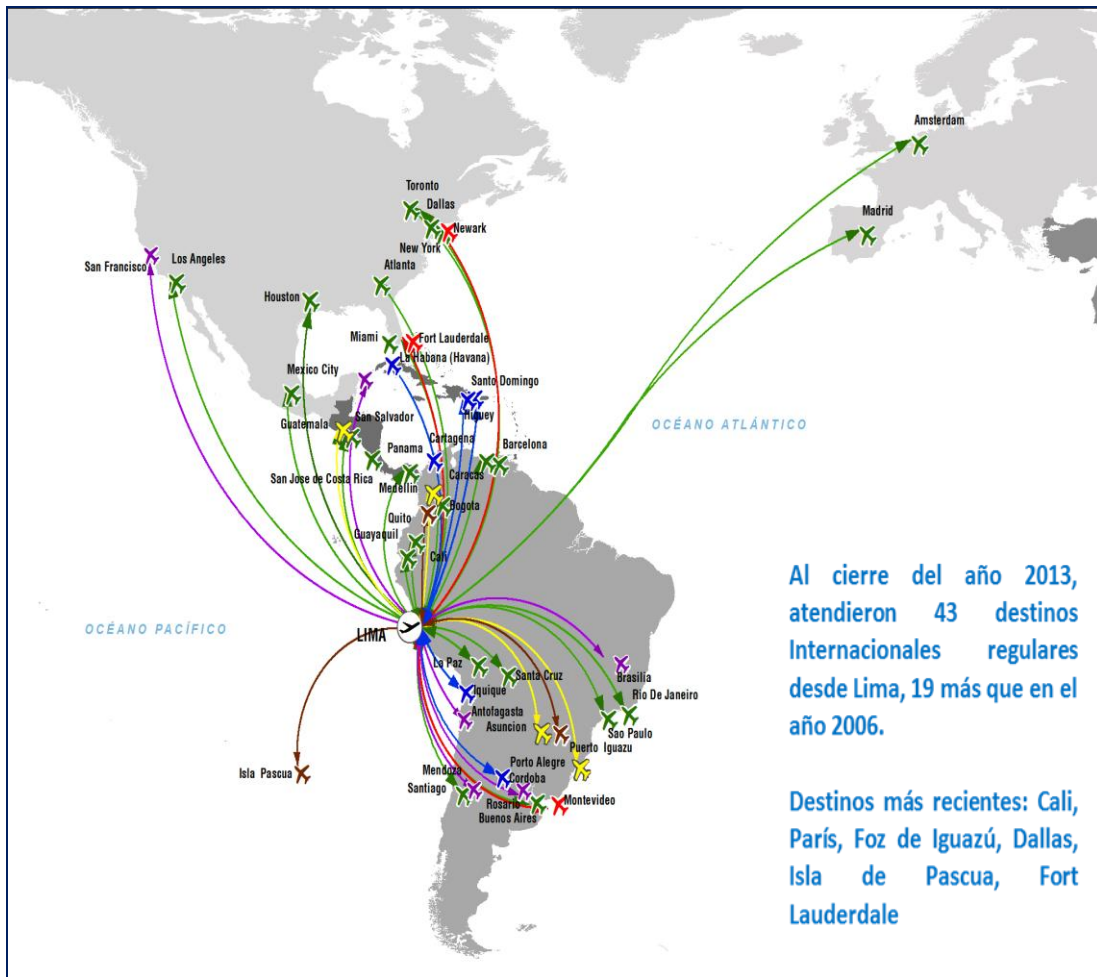 Amsterdam
Toronto
Dallas
Madrid
Newark
New York
San Francisco
Los Angeles
Atlanta
Houston
Miami
Fort Lauderdale
La Habana (Havana)
Mexico City
Santo Domingo
Higuey
San Salvador
Guatemala
OCÉANO ATLÁNTICO
Cartagena
Barcelona
Panama
San Jose de Costa Rica
Caracas
Medellin
Quito
Bogota
Guayaquil
Cali
OCÉANO PACÍFICO
LIMA
La Paz
Santa Cruz
Brasilia
Iquique
Rio De Janeiro
Antofagasta
Asuncion
Sao Paulo
Puerto Iguazu
Isla Pascua
Porto Alegre
Mendoza
Cordoba
Santiago
Rosario
Montevideo
Buenos Aires
Al cierre del año 2013,
atendieron 43 destinos
Internacionales regulares
desde Lima, 19 más que en el
año 2006.
Destinos más recientes: Cali,
París, Foz de Iguazú, Dallas,
Isla de Pascua, Fort
Lauderdale